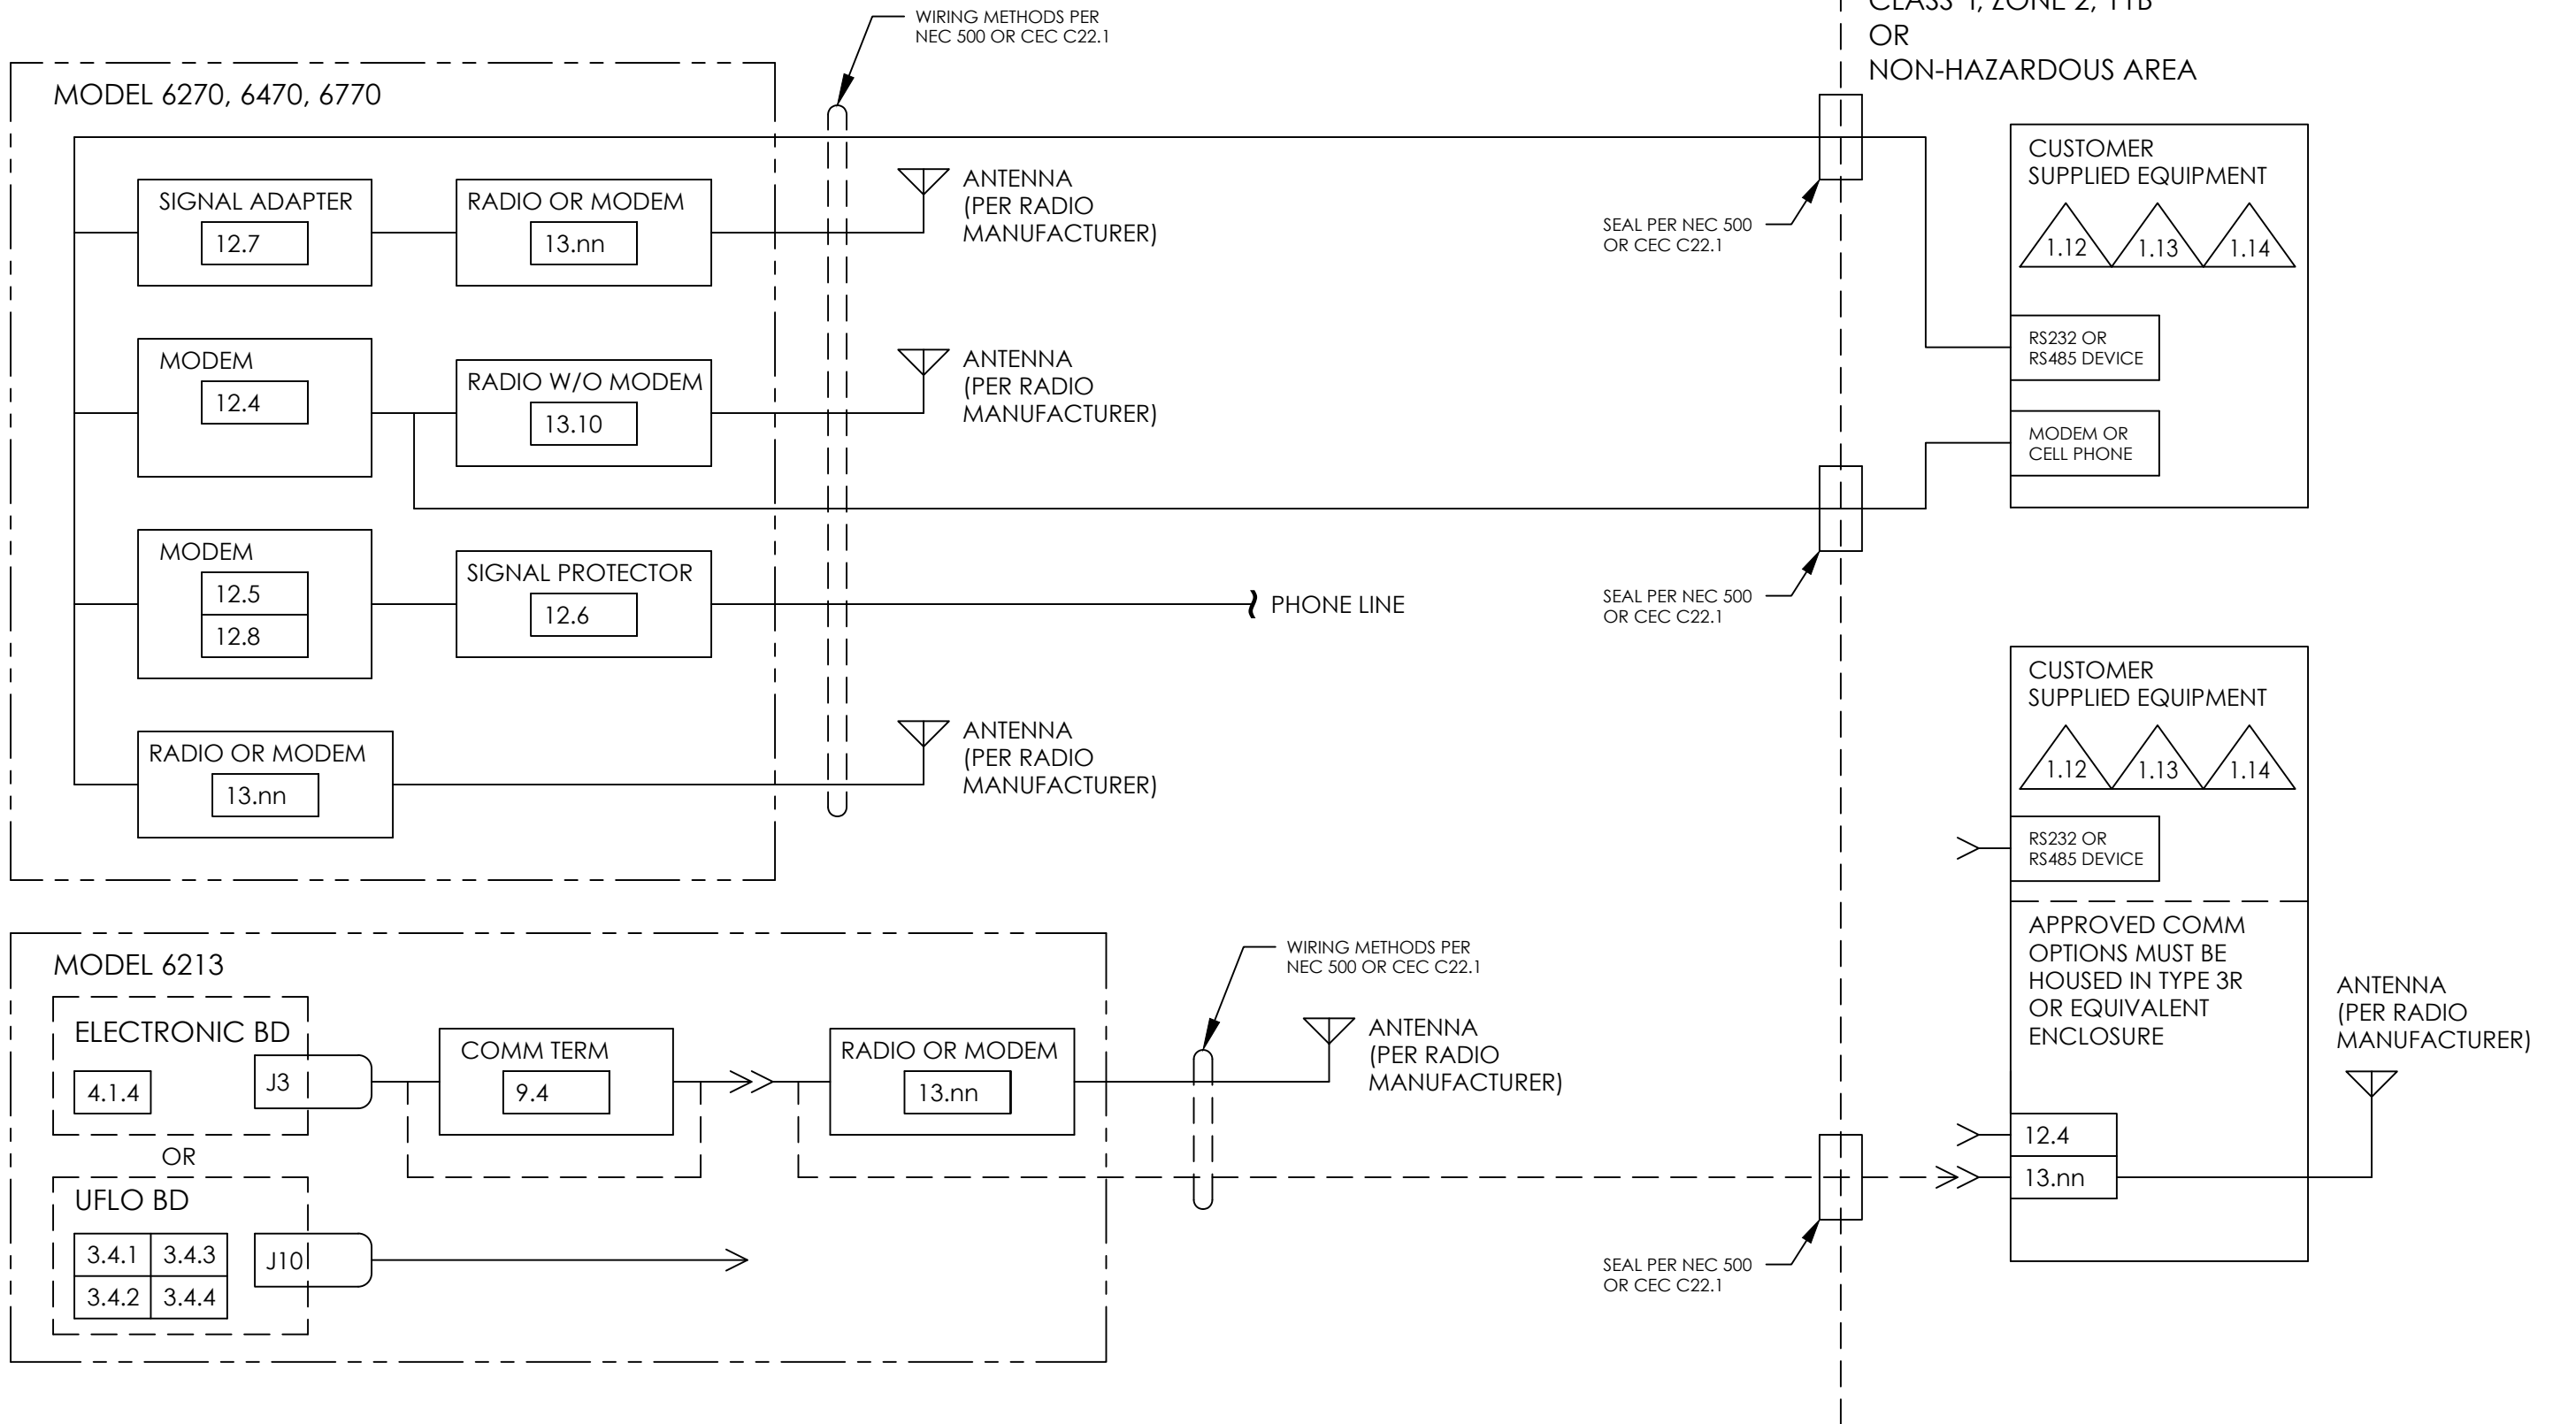 WIRING METHODS PER
NEC 500 OR CEC C22.1
OR
NON-HAZARDOUS AREA
MODEL 6270, 6470, 6770
SIGNAL ADAPTER
12.7
RADIO OR MODEM
13.nn
ANTENNA
(PER RADIO
MANUFACTURER)
SEAL PER NEC 500
OR CEC C22.1
CUSTOMER
SUPPLIED EQUIPMENT
1.12
1.13
1.14
RS232 OR
RS485 DEVICE
MODEM OR
CELL PHONE
MODEM
12.4
RADIO W/O MODEM
13.10
ANTENNA
(PER RADIO
MANUFACTURER)
MODEM
12.5
12.8
SIGNAL PROTECTOR
12.6
PHONE LINE
SEAL PER NEC 500
OR CEC C22.1
RADIO OR MODEM
13.nn
ANTENNA
(PER RADIO
MANUFACTURER)
CUSTOMER
SUPPLIED EQUIPMENT
1.12
1.13
1.14
RS232 OR
RS485 DEVICE
APPROVED COMM
OPTIONS MUST BE
HOUSED IN TYPE 3R
OR EQUIVALENT
ENCLOSURE
12.4
13.nn
ANTENNA
(PER RADIO
MANUFACTURER)
MODEL 6213
ELECTRONIC BD
4.1.4
J3
COMM TERM
9.4
RADIO OR MODEM
13.nn
WIRING METHODS PER
NEC 500 OR CEC C22.1
ANTENNA
(PER RADIO
MANUFACTURER)
OR
UFLO BD
3.4.1
3.4.3
3.4.2
3.4.4
J10
SEAL PER NEC 500
OR CEC C22.1